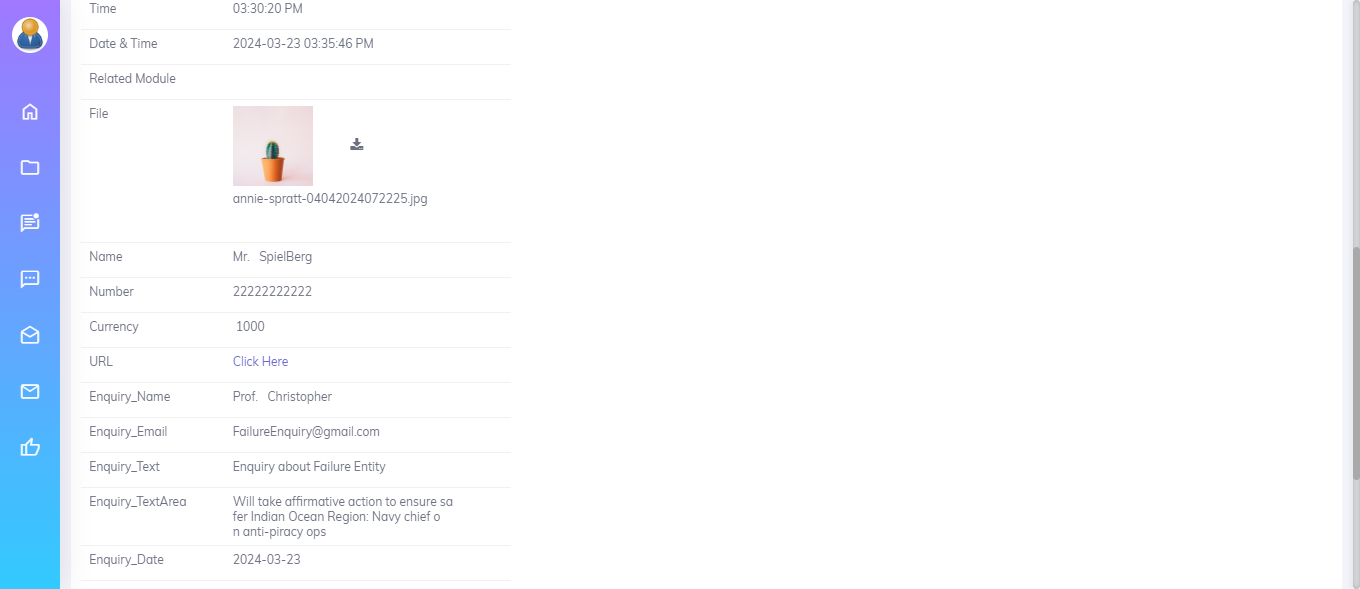 Time 03:30:20 PM
Date & Time 2024-03-23 03:35:46 PM
Related Module
File
annie-spratt-04042024072225.jpg
Name Mr. SpielBerg
Number 22222222222
Currency 1000
URL Click Here
Enquiry_Name Prof. Christopher
Enquiry_Email FailureEnquiry@gmail.com
Enquiry_Text Enquiry about Failure Entity
Enquiry_TextArea Will take affirmative action to ensure sa
fer Indian Ocean Region: Navy chief o
n anti-piracy ops
Enquiry_Date 2024-03-23